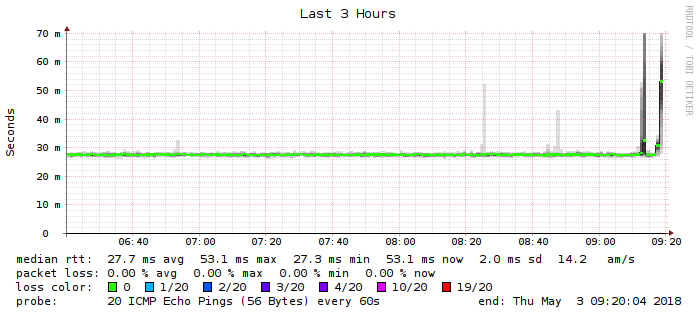 Last 3 Hours
RRDTOOL / TOBI OETIKER
Seconds
70 m
60 m
50 m
40 m
30 m
20 m
10 m
0
06:40 07:00 07:20 07:40 08:00 08:20 08:40 09:00 09:20
median rtt: 27.7 ms avg 53.1 ms max 27.3 ms min 53.1 ms now 2.0 ms sd 14.2 am/s
packet loss: 0.00 % avg 0.00 % max 0.00 % min 0.00 % now
loss color: 0 1/20 2/20 3/20 4/20 10/20 19/20
probe: 20 ICMP Echo Pings (56 Bytes) every 60s end: Thu May 3 09:20:04 2018